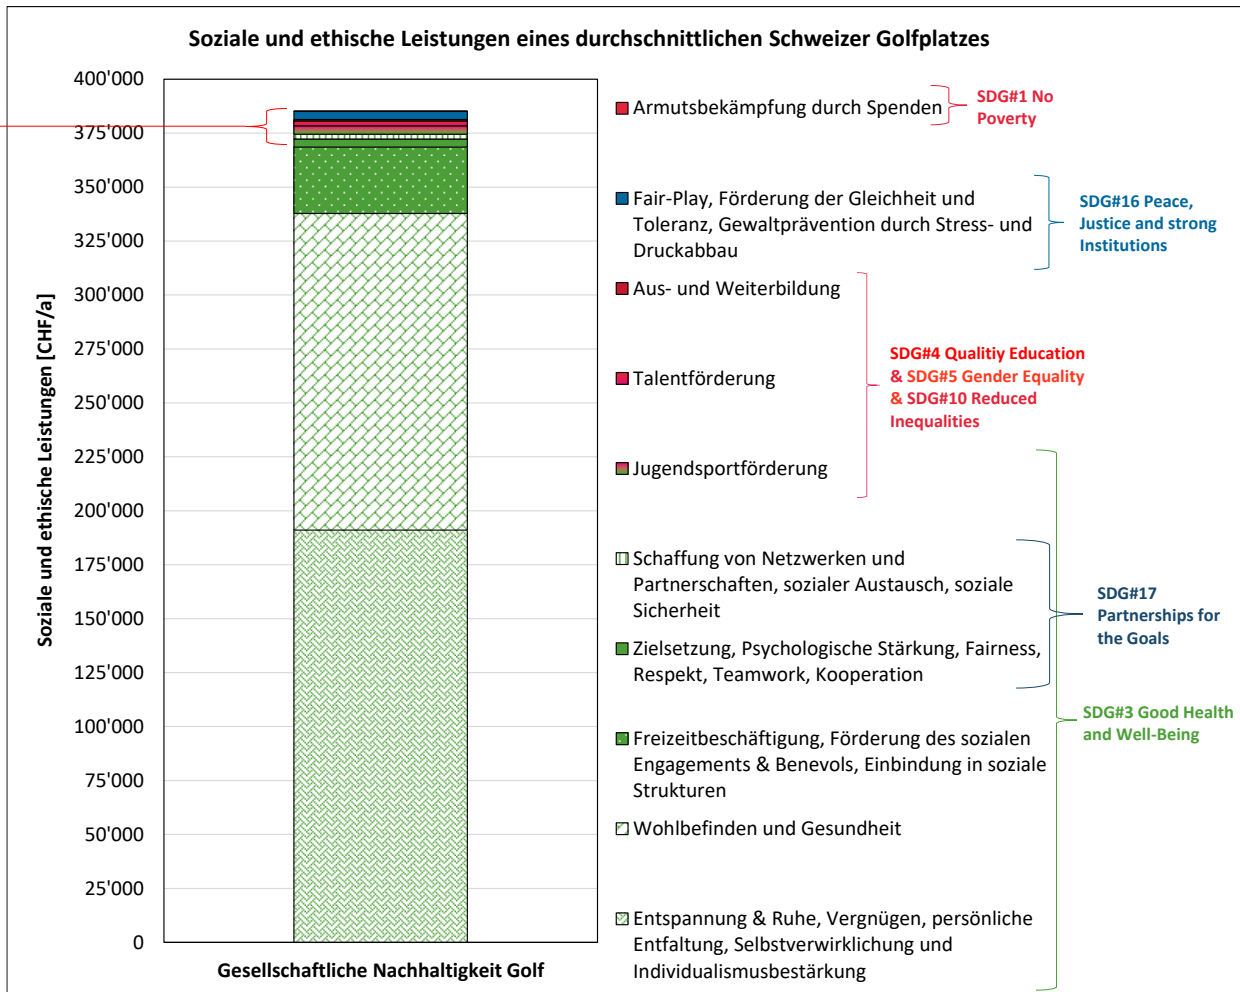 Soziale und ethische Leistungen eines durchschnittlichen Schweizer Golfplatzes
Soziale und ethische Leistungen [CHF/a]
400'000
375'000
350'000
325'000
300'000
275'000
250'000
225'000
200'000
175'000
150'000
125'000
100'000
75'000
50'000
25'000
0
Gesellschaftliche Nachhaltigkeit Golf
Armutsbekämpfung durch Spenden
Fair-Play, Förderung der Gleichheit und
Toleranz, Gewaltprävention durch Stress- und
Druckabbau
Aus- und Weiterbildung
Talentförderung
Jugendsportförderung
Schaffung von Netzwerken und
Partnerschaften, sozialer Austausch, soziale
Sicherheit
Zielsetzung, Psychologische Stärkung, Fairness,
Respekt, Teamwork, Kooperation
Freizeitbeschäftigung, Förderung des sozialen
Engagements & Benevols, Einbindung in soziale
Strukturen
Wohlbefinden und Gesundheit
Entspannung & Ruhe, Vergnügen, persönliche
Entfaltung, Selbstverwirklichung und
Individualismusbestärkung
SDG#1 No
Poverty
SDG#16 Peace,
Justice and strong
Institutions
SDG#4 Qualitiy Education
& SDG#5 Gender Equality
& SDG#10 Reduced
Inequalities
SDG#17
Partnerships for
the Goals
SDG#3 Good Health
and Well-Being